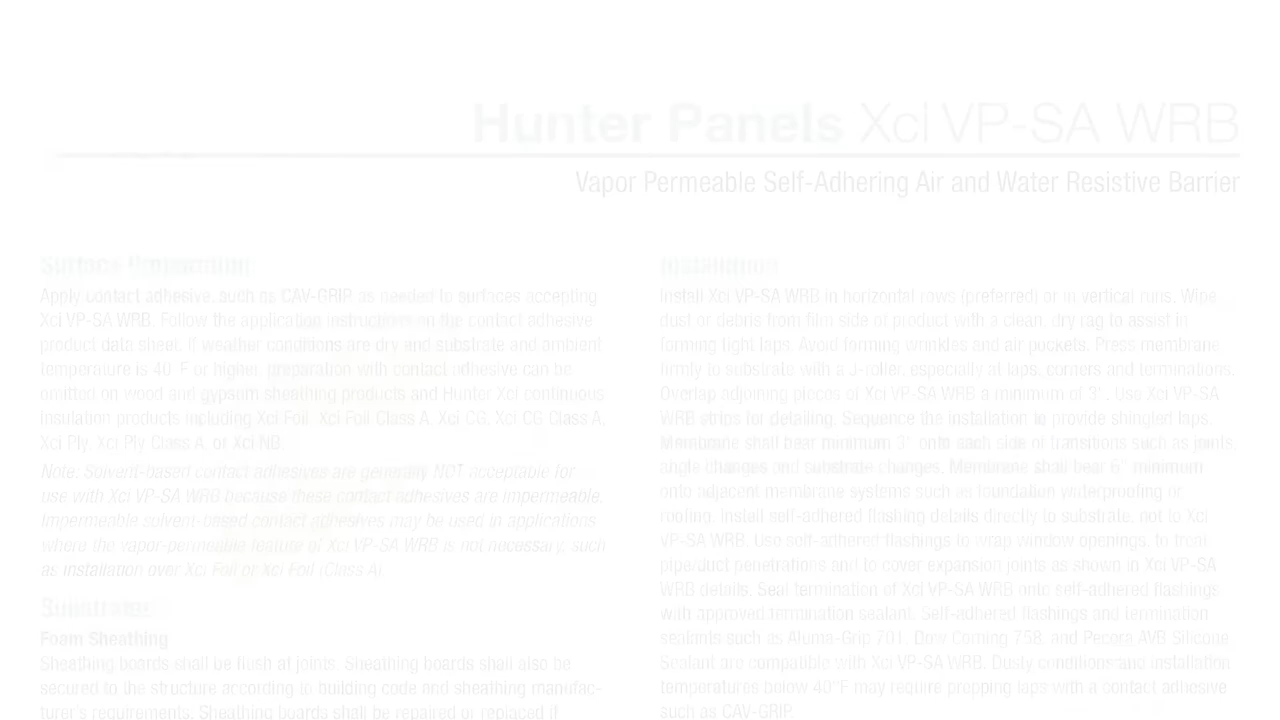 Hunter Panels Xci VP-SA WRB
Vapor Permeable Self-Adhering Air and Water Resistive Barrier
Surface Preparation
Apply contact adhesive, such as CAV-GRIP as needed to surfaces accepting
Xci VP-SA WRB. Follow the application instructions on the contact adhesive
product data sheet. If weather conditions are dry and substrate and ambient
temperature is 40°F or higher preparation with contact adhesive can be
omitted on wood and gypsum sheathing products and Hunter Xci continuous
insulation products including Xci Foil, Xci Foil Class A, Xci CG, Xci CG Class A,
Xci Ply, Xci Ply Class A, or Xci NB.
Note: Solvent-based contact adhesives are generally NOT acceptable for
use with Xci VP-SA WRB because these contact adhesives are impermeable.
Impermeable solvent-based contact adhesives may be used in applications
where the vapor-permeable feature of Xci VP-SA WRB is not necessary, such
as installation over Xci Foil or Xci Foil (Class A).
Substrates
Foam Sheathing
Sheathing boards shall be flush at joints. Sheathing boards shall also be
secured to the structure according to building code and sheathing manufac-
turer's requirements. Sheathing boards shall be repaired or replaced if
Installation
Install Xci VP-SA WRB in horizontal rows (preferred) or in vertical runs. Wipe
dust or debris from film side of product with a clean, dry rag to assist in
forming tight laps. Avoid forming wrinkles and air pockets. Press membrane
firmly to substrate with a J-roller, especially at laps, corners and terminations.
Overlap adjoining pieces of Xci VP-SA WRB a minimum of 3". Use Xci VP-SA
WRB strips for detailing. Sequence the installation to provide shingled laps.
Membrane shall bear minimum 3" onto each side of transitions such as joints,
angle changes and substrate changes. Membrane shall bear 6" minimum
onto adjacent membrane systems such as foundation waterproofing or
roofing. Install self-adhered flashing details directly to substrate, not to Xci
VP-SA WRB. Use self-adhered flashings to wrap window openings, to treat
pipe/duct penetrations and to cover expansion joints as shown in Xci VP-SA
WRB details. Seal termination of Xci VP-SA WRB onto self-adhered flashings
with approved termination sealant. Self-adhered flashings and termination
sealants such as Aluma-Grip 701, Dow Corning 758, and Pecora AVB Silicone
Sealant are compatible with Xci VP-SA WRB. Dusty conditions and installation
temperatures below 40°F may require prepping laps with a contact adhesive
such as CAV-GRIP.